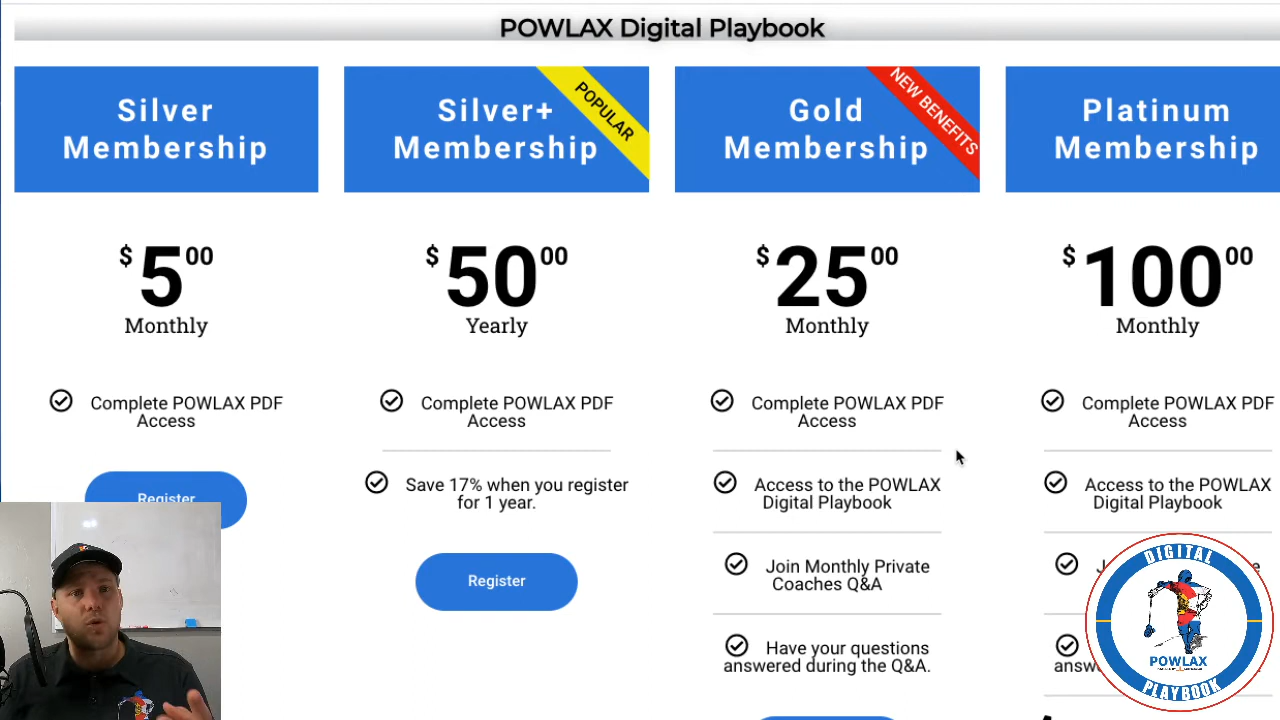 POWLAX Digital Playbook
Silver
Membership
$5 00
Monthly
Complete POWLAX PDF
Access
Register
Silver+
Membership
POPULAR
$50 00
Yearly
Complete POWLAX PDF
Access
Save 17% when you register
for 1 year.
Register
Gold
Membership
NEW BENEFITS
$25 00
Monthly
Complete POWLAX PDF
Access
Access to the POWLAX
Digital Playbook
Join Monthly Private
Coaches Q&A
Have your questions
answered during the Q&A.
Platinum
Membership
$100 00
Monthly
Complete POWLAX PDF
Access
Access to the POWLAX
Digital Playbook
DIGITAL
POWLAX
PLAYBOOK